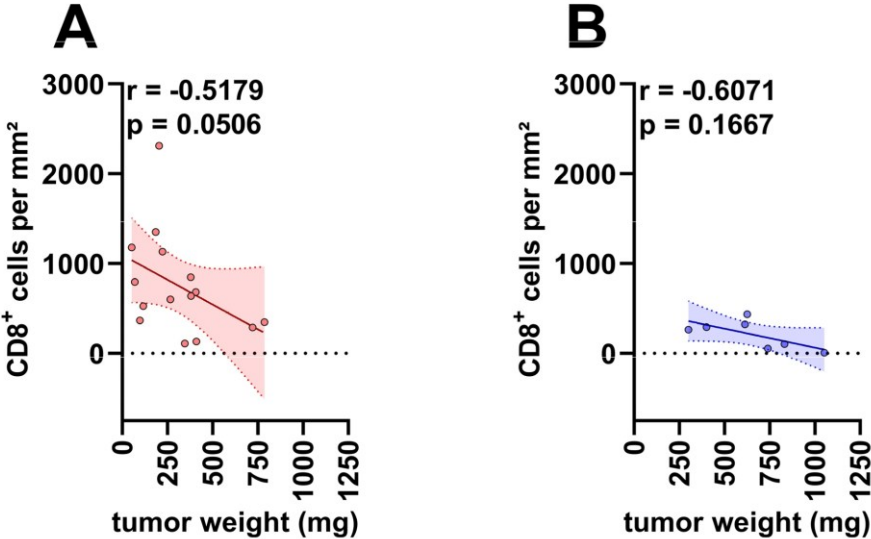 A
r = -0.5179
p = 0.0506
CD8+ cells per mm²
3000
2000
1000
0
0
250
500
750
1000
1250
tumor weight (mg)
B
r = -0.6071
p = 0.1667
CD8+ cells per mm²
3000
2000
1000
0
0
250
500
750
1000
1250
tumor weight (mg)